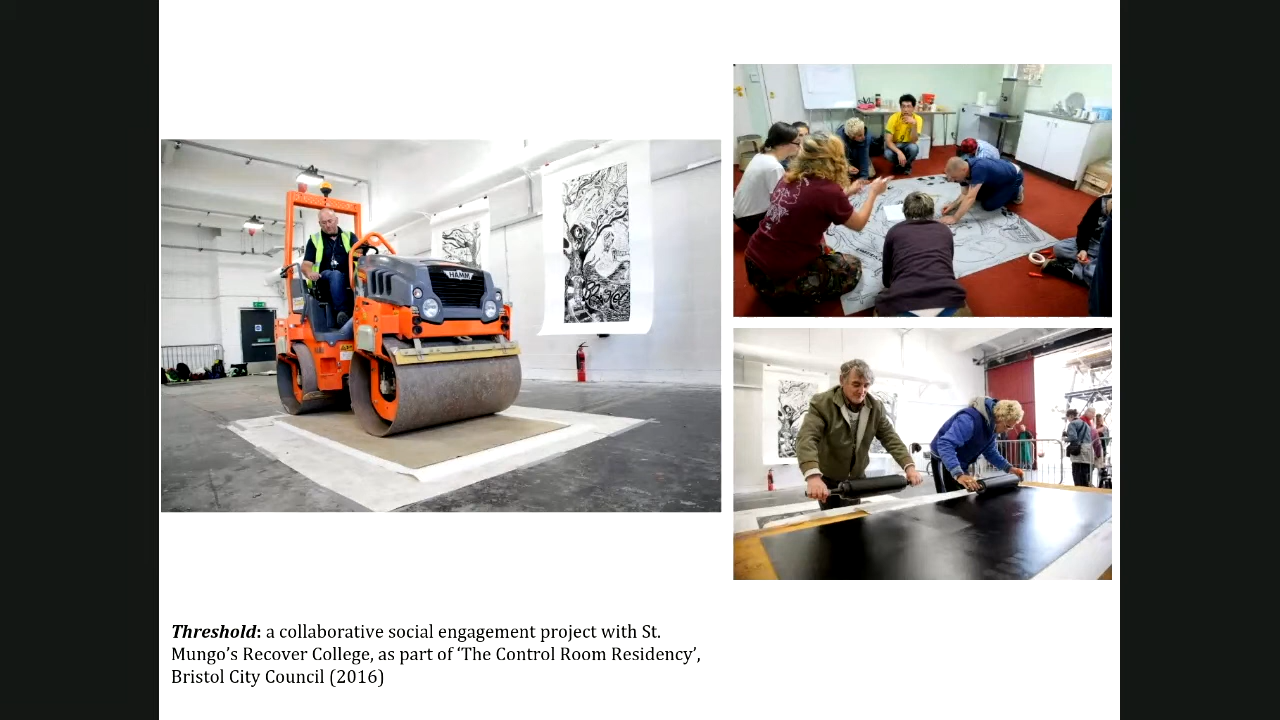 HAMM
Threshold: a collaborative social engagement project with St.
Mungo’s Recover College, as part of ‘The Control Room Residency’,
Bristol City Council (2016)